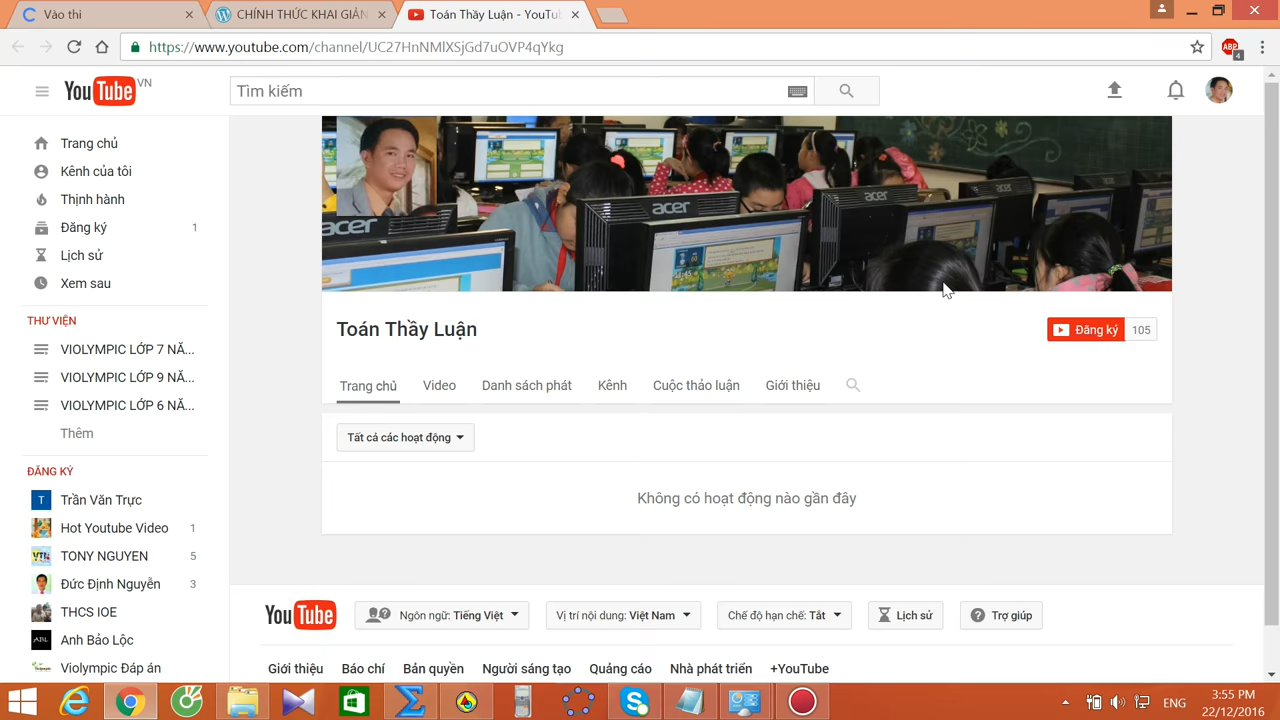 Vào thi
CHÍNH THỨC KHAI GIẢN
Toán Thầy Luận - YouTu
https://www.youtube.com/channel/UC27HnNMlXSjGd7uOVP4qYkg
ABP
4
YouTube VN
Tìm kiếm
Trang chủ
Kênh của tôi
Thịnh hành
Đăng ký 1
Lịch sử
Xem sau
THƯ VIỆN
VIOLYMPIC LỚP 7 NĂ...
VIOLYMPIC LỚP 9 NĂ...
VIOLYMPIC LỚP 6 NĂ...
Thêm
ĐĂNG KÝ
T Trần Văn Trực
Hot Youtube Video 1
TONY NGUYEN 5
Đức Định Nguyễn 3
THCS IOE
Anh Bảo Lộc
Violympic Đáp án
acer
acer
acer
acer
Toán Thầy Luận
Đăng ký 105
Trang chủ Video Danh sách phát Kênh Cuộc thảo luận Giới thiệu
Tất cả các hoạt động
Không có hoạt động nào gần đây
YouTube Ngôn ngữ: Tiếng Việt Vị trí nội dung: Việt Nam Chế độ hạn chế: Tắt Lịch sử Trợ giúp
Giới thiệu Báo chí Bản quyền Người sáng tạo Quảng cáo Nhà phát triển +YouTube
ENG
3:55 PM
22/12/2016